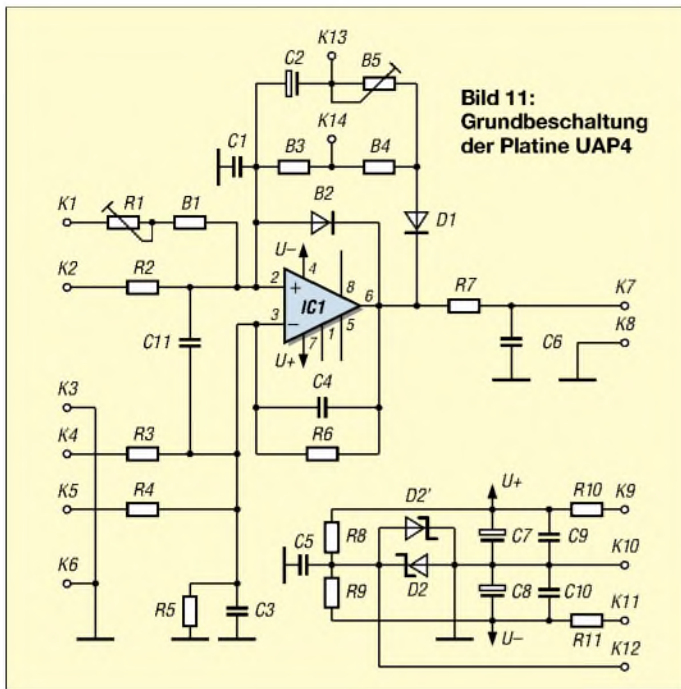 K13
C2
B5
Bild 11:
Grundbeschaltung
der Platine UAP4
C1
K14
B3
B4
K1
R1
B1
B2
D1
U–
K2
R2
2
+
4
8
6
R7
K7
IC1
K8
3
–
1
5
C11
U+
7
C6
C4
K3
R6
K4
R3
K5
R4
D2'
U+
R10
K9
R8
C7
C9
C5
K10
K6
R9
D2
C8
C10
K11
R5
C3
U–
R11
K12